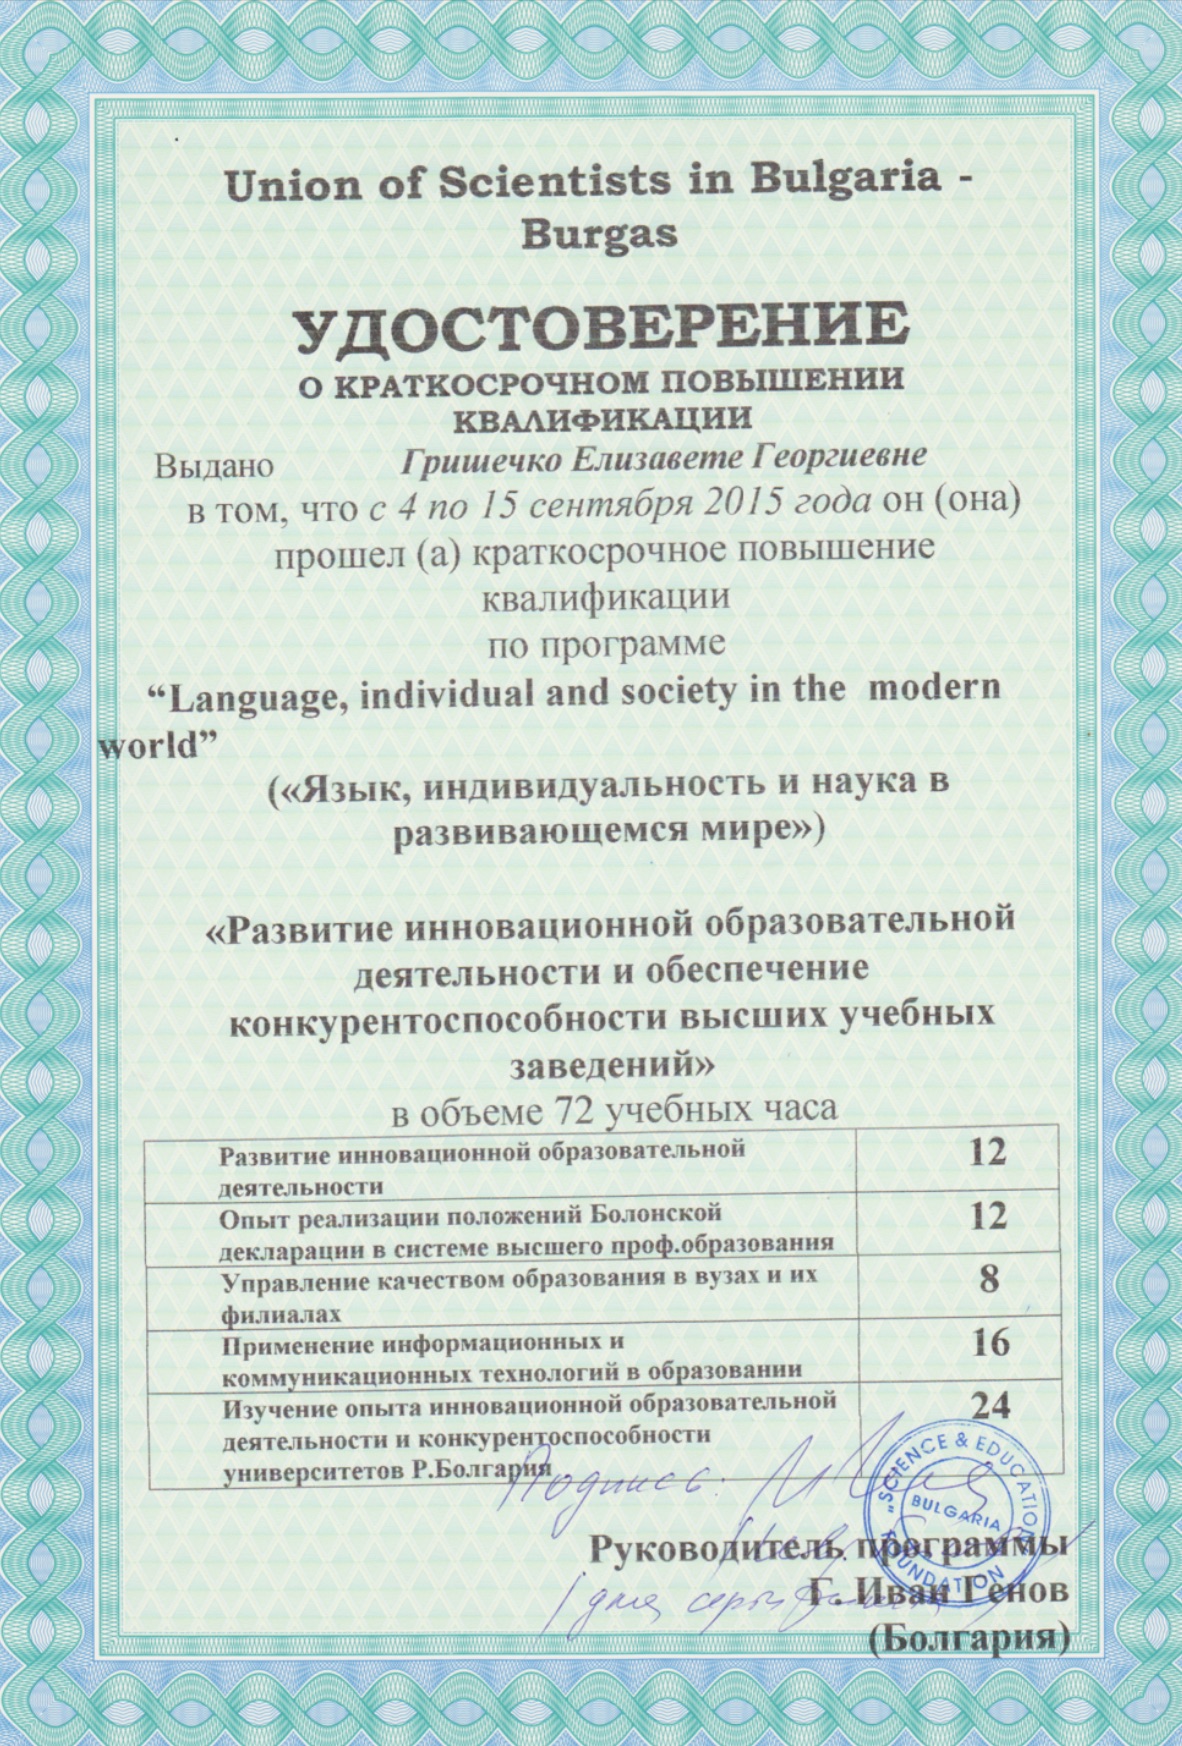 Union of Scientists in Bulgaria -
Burgas
УДОСТОВЕРЕНИЕ
О КРАТКОСРОЧНОМ ПОВЫШЕНИИ
КВАЛИФИКАЦИИ
Выдано Гришечко Елизавете Георгиевне
в том, что с 4 по 15 сентября 2015 года он (она)
прошел (а) краткосрочное повышение
квалификации
по программе
“Language, individual and society in the modern
world”
(«Язык, индивидуальность и наука в
развивающемся мире»)
«Развитие инновационной образовательной
деятельности и обеспечение
конкурентоспособности высших учебных
заведений»
в объеме 72 учебных часа
Развитие инновационной образовательной 12
деятельности
Опыт реализации положений Болонской 12
декларации в системе высшего проф.образования
Управление качеством образования в вузах и их 8
филиалах
Применение информационных и 16
коммуникационных технологий в образовании
Изучение опыта инновационной образовательной 24
деятельности и конкурентоспособности
университетов Р.Болгария
Подпись:
"SCIENCE & EDUCATION
FOUNDATION
BULGARIA
Руководитель программы
Г. Иван Генов
(Болгария)